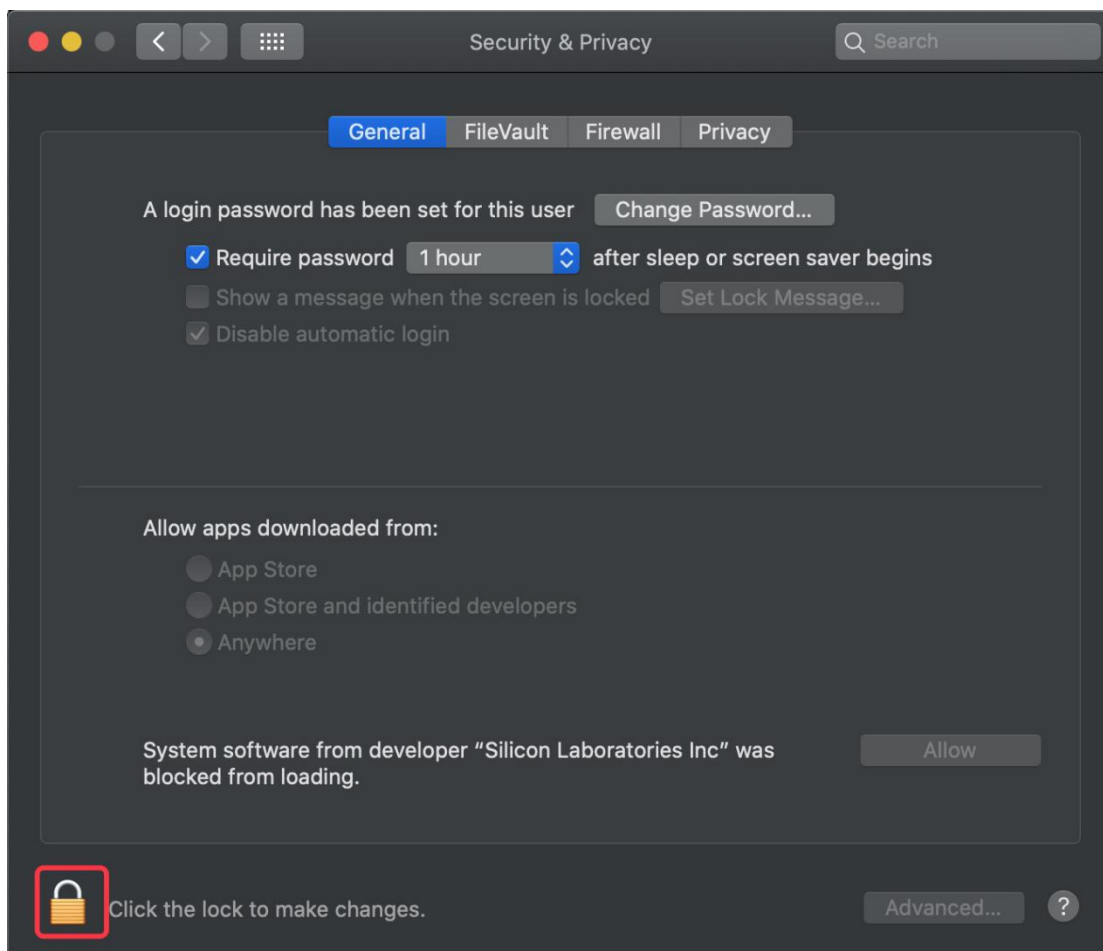 Security & Privacy
Search
General FileVault Firewall Privacy
A login password has been set for this user Change Password...
Require password 1 hour after sleep or screen saver begins
Show a message when the screen is locked Set Lock Message...
Disable automatic login
Allow apps downloaded from:
App Store
App Store and identified developers
Anywhere
System software from developer “Silicon Laboratories Inc” was Allow
blocked from loading.
Click the lock to make changes. Advanced... ?